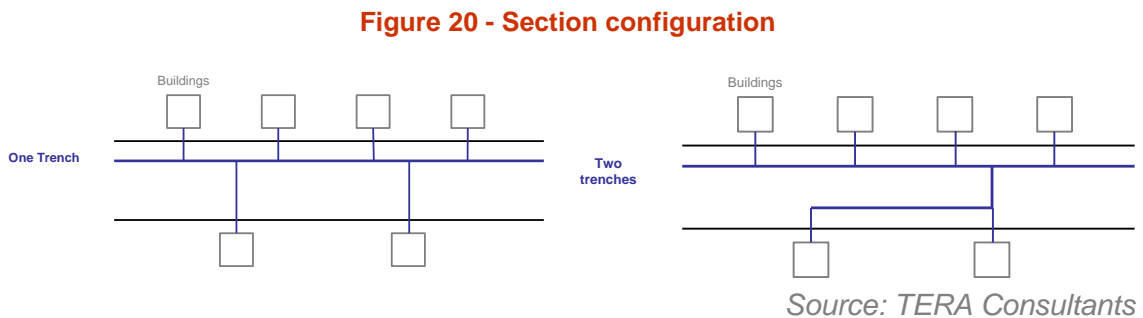 Figure 20 - Section configuration
Buildings
Buildings
One Trench
Two
trenches
Source: TERA Consultants